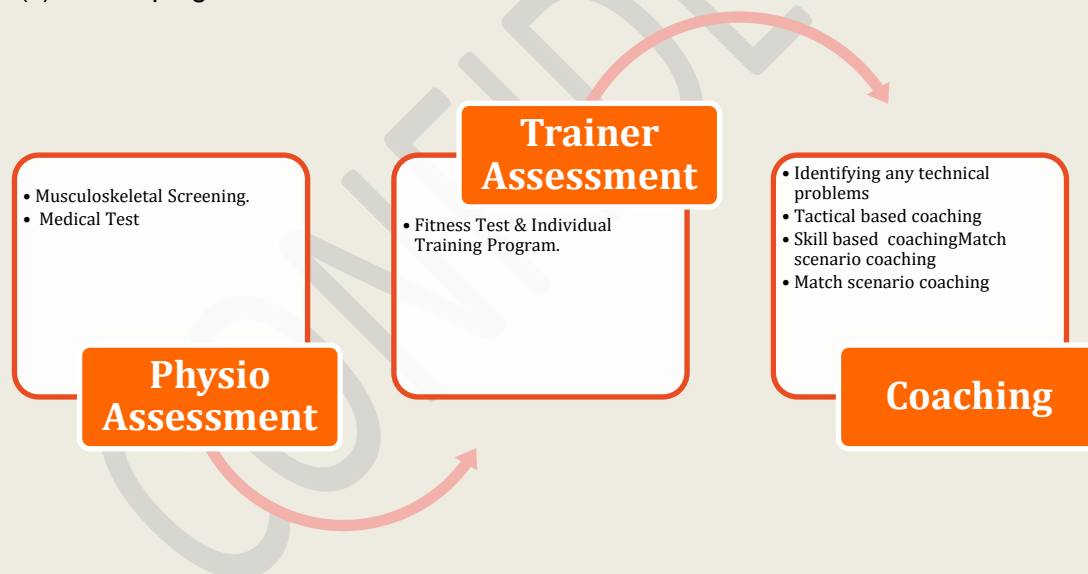 • Musculoskeletal Screening.
• Medical Test
Physio
Assessment
Trainer
Assessment
• Fitness Test & Individual
Training Program.
• Identifying any technical
problems
• Tactical based coaching
• Skill based  coachingMatch
scenario coaching
• Match scenario coaching
Coaching